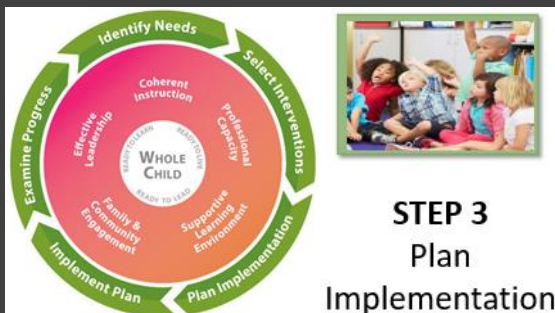 Identify Needs
Select Interventions
Plan Implementation
Implement Plan
Examine Progress
Coherent
Instruction
Professional
Capacity
Supportive
Learning
Environment
Family &
Community
Engagement
Effective
Leadership
READY TO LEARN
READY TO LIVE
READY TO LEAD
WHOLE
CHILD
STEP 3
Plan
Implementation